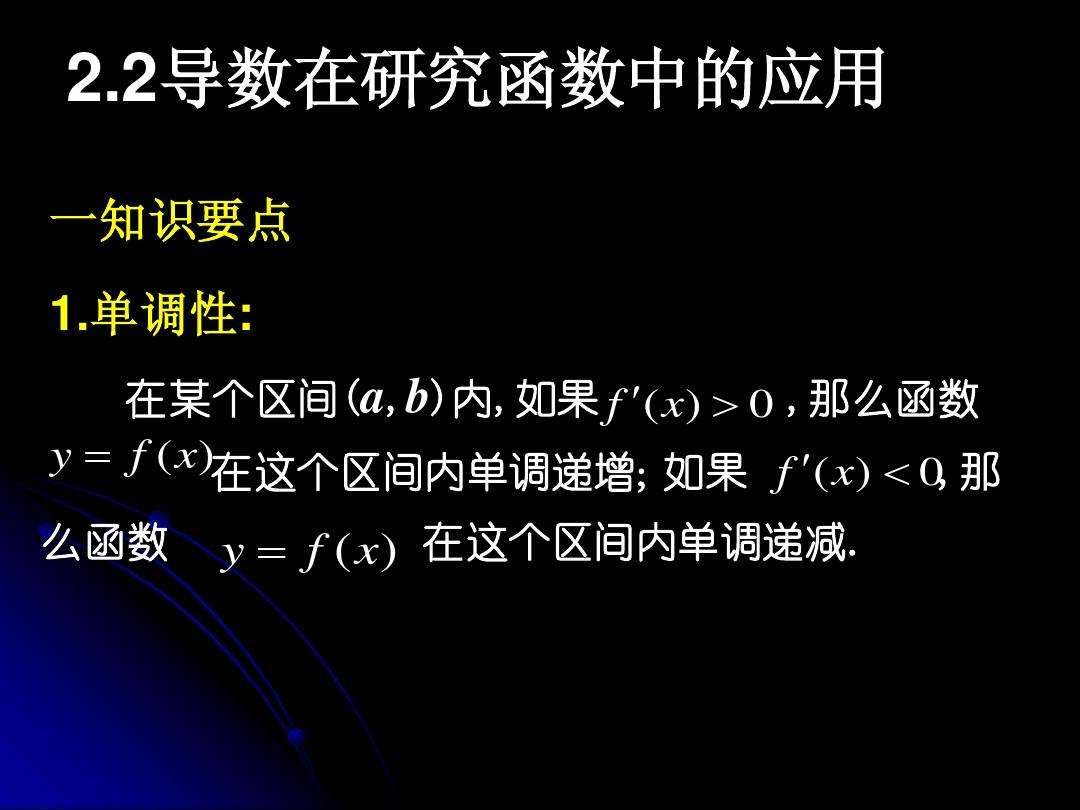 2.2导数在研究函数中的应用
一知识要点
1.单调性:
在某个区间(a,b)内,如果f′(x)>0,那么函数
y=f(x)在这个区间内单调递增;如果 f′(x)<0,那
么函数 y=f(x) 在这个区间内单调递减.